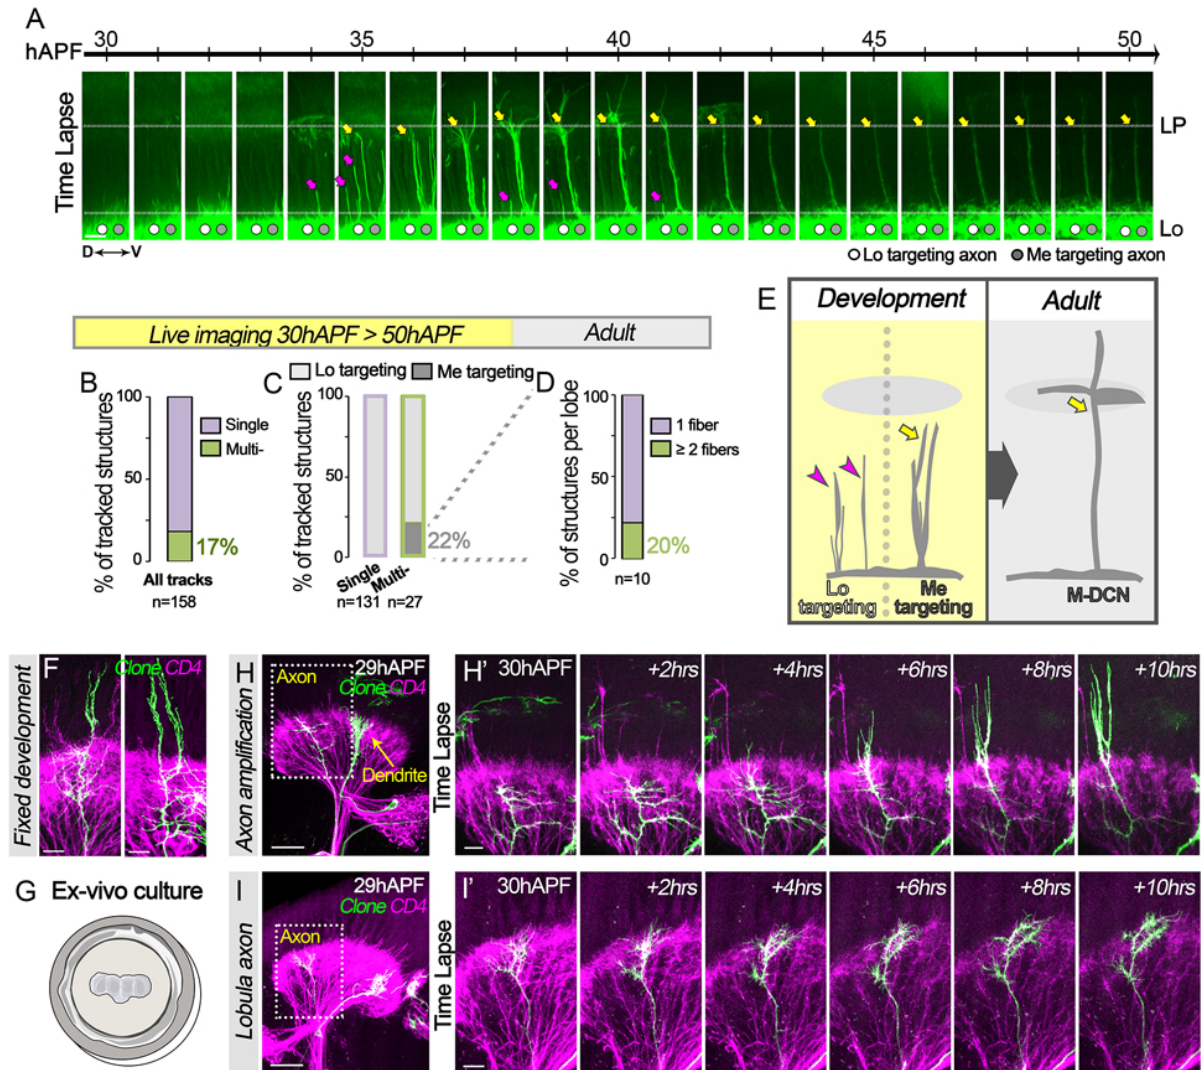 A
hAPF
30 35 40 45 50
Time Lapse
LP
Lo
D V
Lo targeting axon Me targeting axon
Live imaging 30hAPF > 50hAPF Adult
B
% of tracked structures
100
50
0
Single
Multi-
17%
All tracks
n=158
C
Lo targeting Me targeting
% of tracked structures
100
50
0
22%
Single Multi-
n=131 n=27
D
% of structures per lobe
100
50
0
1 fiber
≥ 2 fibers
20%
n=10
E
Development Adult
Lo targeting
Me targeting
M-DCN
Fixed development
F
Clone CD4
Axon amplification
H 29hAPF
Clone CD4
Axon
Dendrite
Time Lapse
H' 30hAPF +2hrs +4hrs +6hrs +8hrs +10hrs
G Ex-vivo culture
Lobula axon
I 29hAPF
Clone CD4
Axon
Time Lapse
I' 30hAPF +2hrs +4hrs +6hrs +8hrs +10hrs